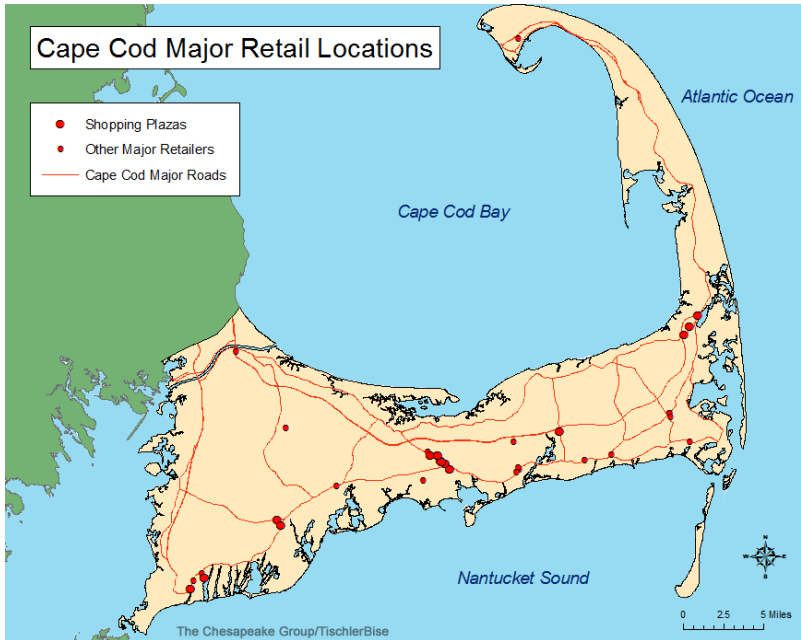 Cape Cod Major Retail Locations
Atlantic Ocean
Shopping Plazas
Other Major Retailers
Cape Cod Major Roads
Cape Cod Bay
Nantucket Sound
N
W E
S
0 2.5 5 Miles
The Chesapeake Group/TischlerBise